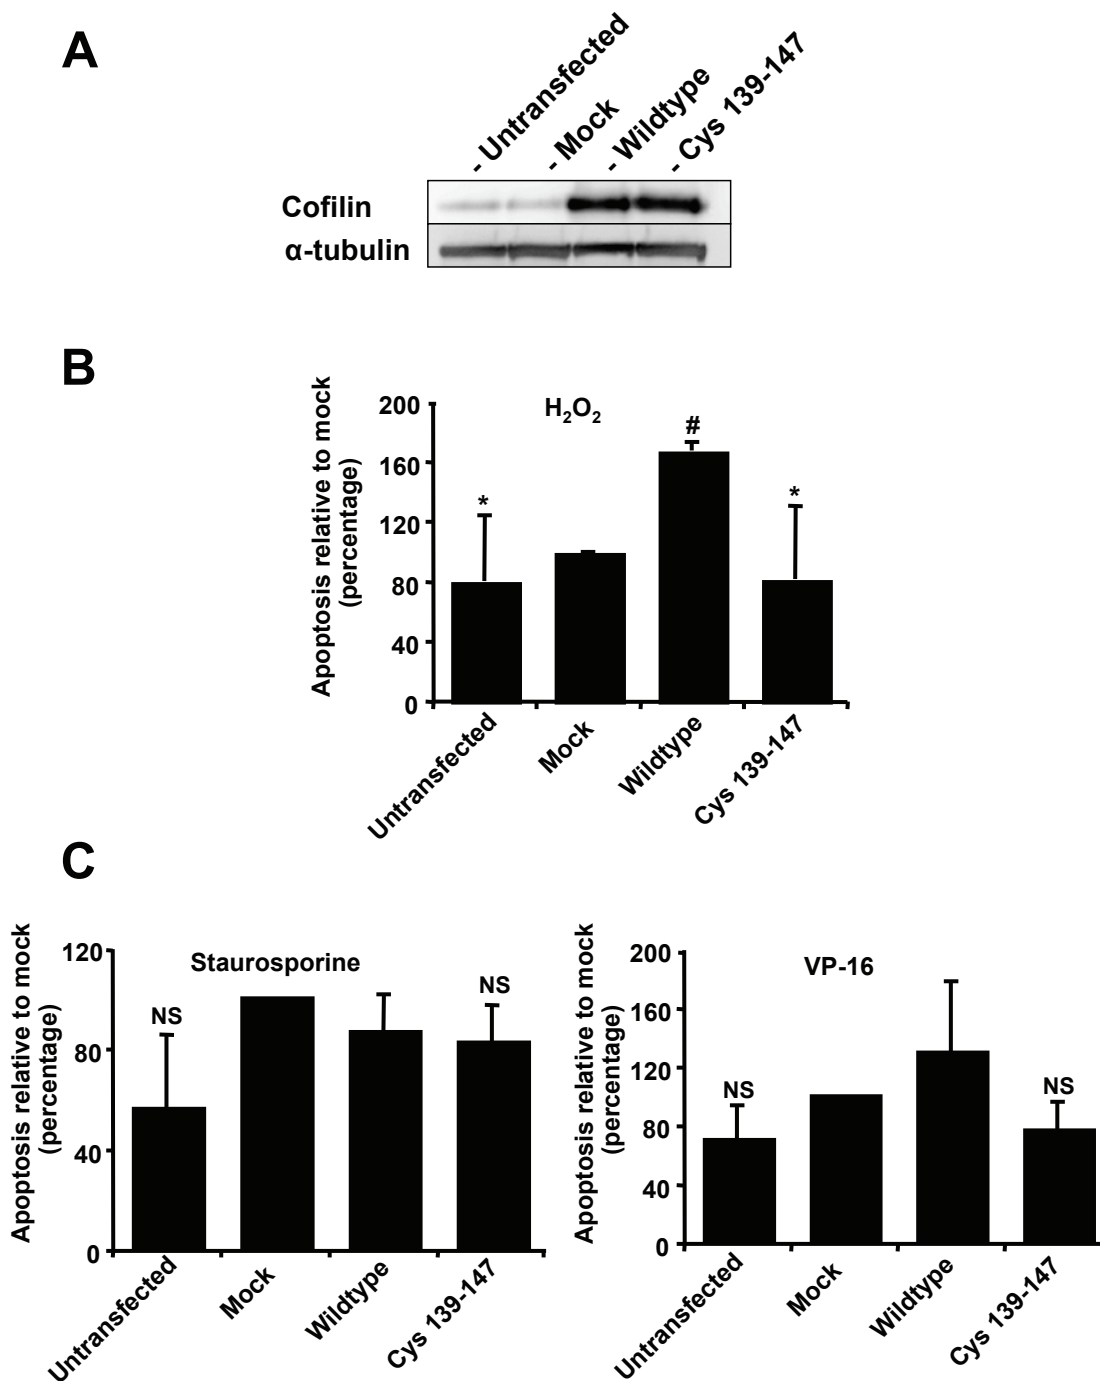 A
- Untransfected
- Mock
- Wildtype
- Cys 139-147
Cofilin
α-tubulin
B
Apoptosis relative to mock
(percentage)
200
160
120
80
40
0
H₂O₂
*
#
*
Untransfected
Mock
Wildtype
Cys 139-147
C
Apoptosis relative to mock
(percentage)
120
80
40
0
Staurosporine
NS
NS
Untransfected
Mock
Wildtype
Cys 139-147
Apoptosis relative to mock
(percentage)
200
160
120
80
40
0
VP-16
NS
NS
Untransfected
Mock
Wildtype
Cys 139-147